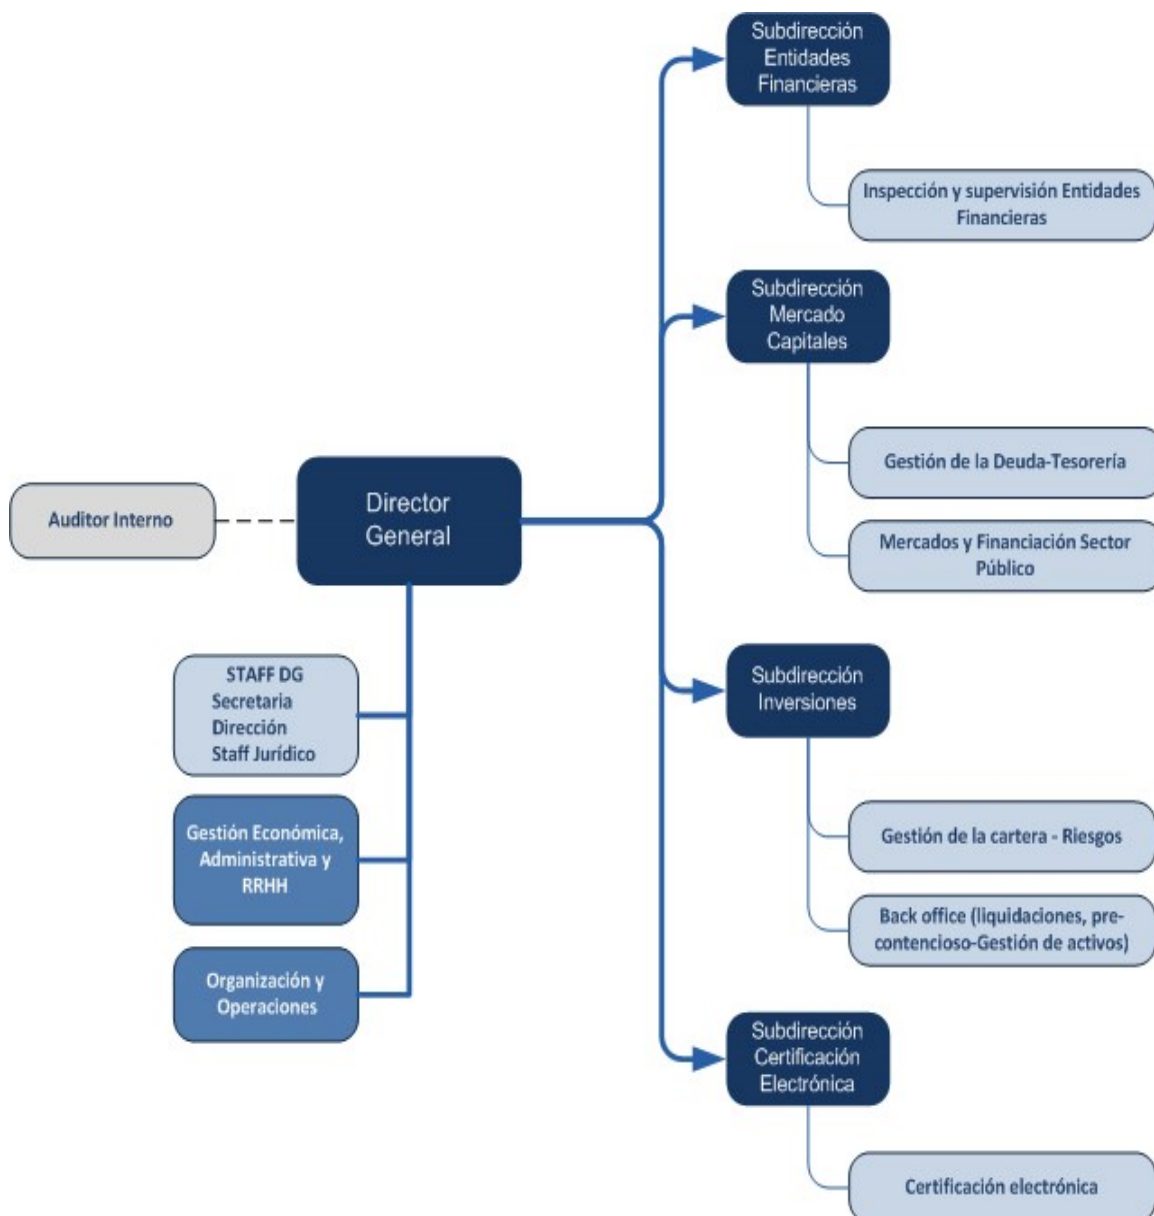 Subdirección
Entidades
Financieras
Inspección y supervisión Entidades
Financieras
Subdirección
Mercado
Capitales
Gestión de la Deuda-Tesorería
Mercados y Financiación Sector
Público
Auditor Interno
Director
General
STAFF DG
Secretaria
Dirección
Staff Jurídico
Gestión Económica,
Administrativa y
RRHH
Organización y
Operaciones
Subdirección
Inversiones
Gestión de la cartera - Riesgos
Back office (liquidaciones, pre-
contencioso-Gestión de activos)
Subdirección
Certificación
Electrónica
Certificación electrónica